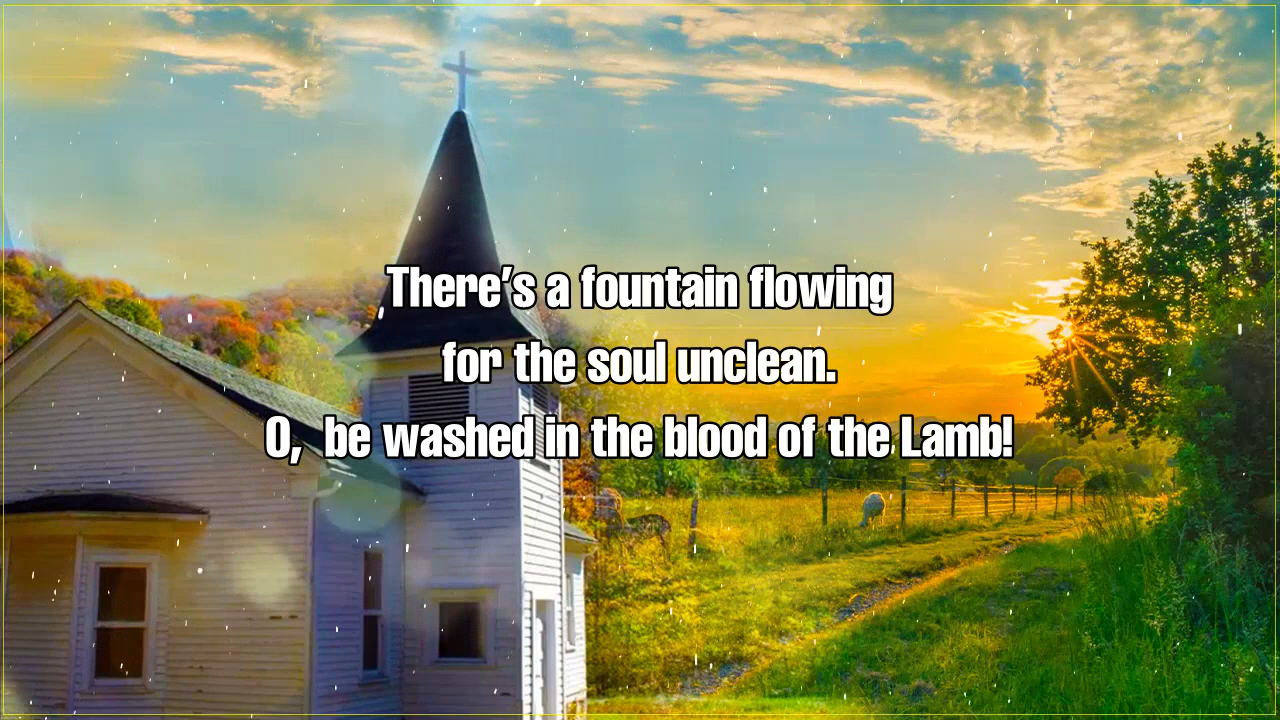 There's a fountain flowing
for the soul unclean.
O,  be washed in the blood of the Lamb!